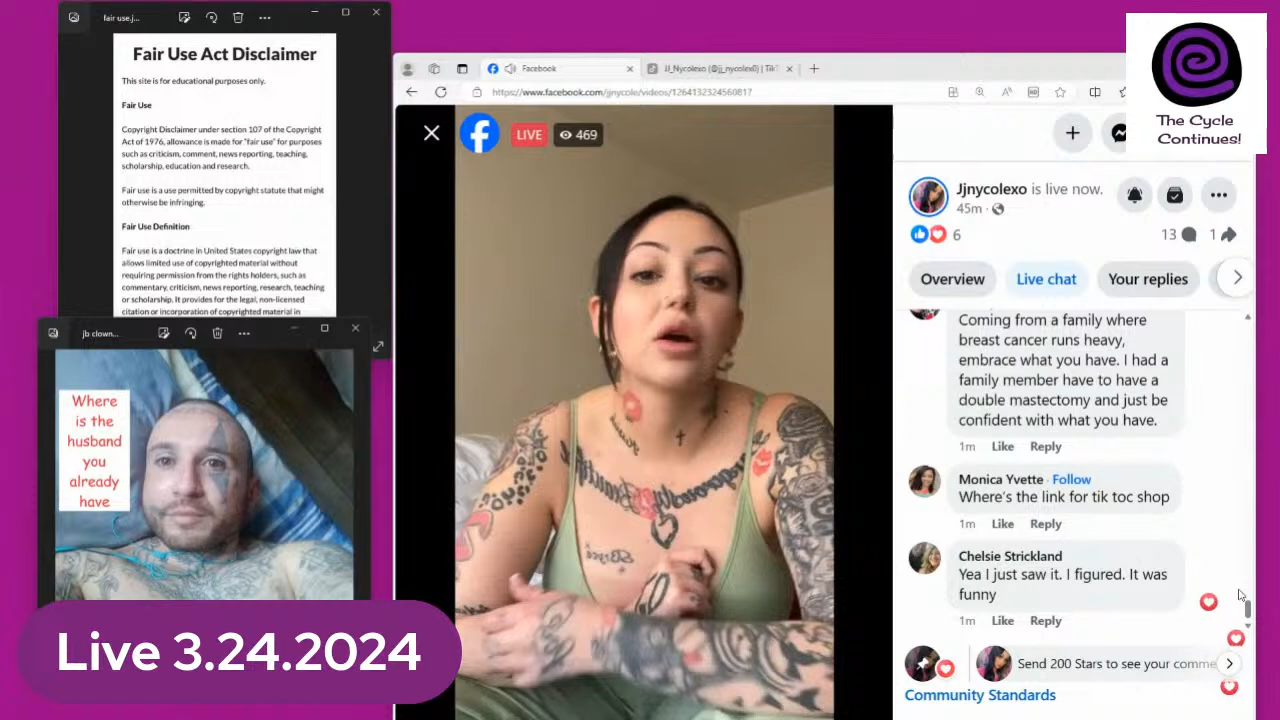 fair use.j...
Fair Use Act Disclaimer
This site is for educational purposes only.
Fair Use
Copyright Disclaimer under section 107 of the Copyright
Act of 1976, allowance is made for "fair use" for purposes
such as criticism, comment, news reporting, teaching,
scholarship, education and research.
Fair use is a use permitted by copyright statute that might
otherwise be infringing.
Fair Use Definition
Fair use is a doctrine in United States copyright law that
allows limited use of copyrighted material without
requiring permission from the rights holders, such as
commentary, criticism, news reporting, research, teaching
or scholarship. It provides for the legal, non-licensed
citation or incorporation of copyrighted material in
jb clown...
Where
is the
husband
you
already
have
Live 3.24.2024
Facebook
JJ_Nycolexo (@jj_nycolex0) | Tik
https://www.facebook.com/jjnycole/videos/1264132324560817
LIVE
469
The Cycle
Continues!
Jjnycolexo is live now.
45m
6
13
1
Overview
Live chat
Your replies
Coming from a family where
breast cancer runs heavy,
embrace what you have. I had a
family member have to have a
double mastectomy and just be
confident with what you have.
1m Like Reply
Monica Yvette · Follow
Where's the link for tik toc shop
1m Like Reply
Chelsie Strickland
Yea I just saw it. I figured. It was
funny
1m Like Reply
Send 200 Stars to see your comme
Community Standards